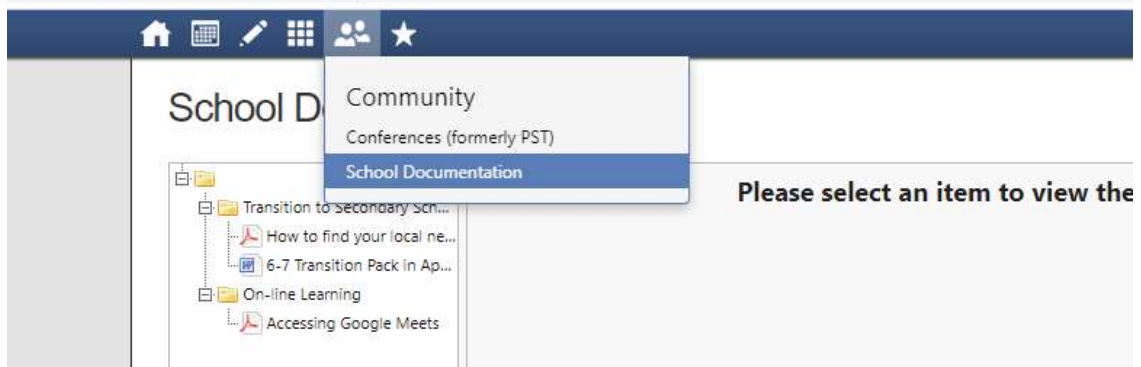 Community
School D
Conferences (formerly PST)
School Documentation
Please select an item to view the
Transition to Secondary Sch...
How to find your local ne...
6-7 Transition Pack in Ap...
On-line Learning
Accessing Google Meets